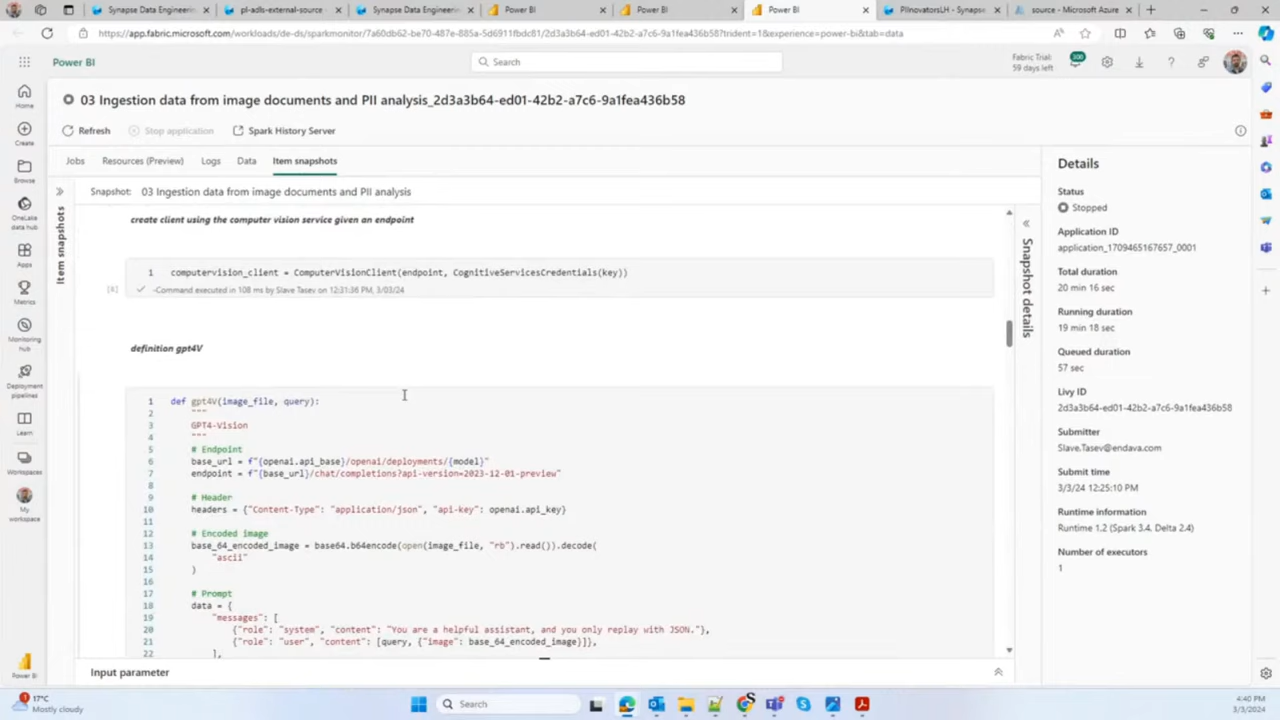 Synapse Data Engineering
pl-adls-external-source
Synapse Data Engineering
Power BI
Power BI
Power BI
PIInovatorsLH - Synapse
source - Microsoft Azure
https://app.fabric.microsoft.com/workloads/de-ds/sparkmonitor/7a60db62-be70-487e-885a-5d6911fbdc81/2d3a3b64-ed01-42b2-a7c6-9a1fea436b58?trident=1&experience=power-bi&tab=data
Power BI
Search
Fabric Trial:
59 days left
Home
Create
Browse
OneLake
data hub
Apps
Metrics
Monitoring
hub
Deployment
pipelines
Learn
Workspaces
My
workspace
Power BI
03 Ingestion data from image documents and PII analysis_2d3a3b64-ed01-42b2-a7c6-9a1fea436b58
Refresh
Stop application
Spark History Server
Jobs
Resources (Preview)
Logs
Data
Item snapshots
Item snapshots
Snapshot: 03 Ingestion data from image documents and PII analysis
create client using the computer vision service given an endpoint
1 computervision_client = ComputerVisionClient(endpoint, CognitiveServicesCredentials(key))
-Command executed in 108 ms by Slave Tasev on 12:31:36 PM, 3/03/24
definition gpt4V
1 def gpt4V(image_file, query):
2 """
3 GPT4-Vision
4 """
5 # Endpoint
6 base_url = f"{openai.api_base}/openai/deployments/{model}"
7 endpoint = f"{base_url}/chat/completions?api-version=2023-12-01-preview"
8
9 # Header
10 headers = {"Content-Type": "application/json", "api-key": openai.api_key}
11
12 # Encoded image
13 base_64_encoded_image = base64.b64encode(open(image_file, "rb").read()).decode(
14 "ascii"
15 )
16
17 # Prompt
18 data = {
19 "messages": [
20 {"role": "system", "content": "You are a helpful assistant, and you only replay with JSON."},
21 {"role": "user", "content": [query, {"image": base_64_encoded_image}]},
22 ],
Input parameter
Snapshot details
Details
Status
Stopped
Application ID
application_1709465167657_0001
Total duration
20 min 16 sec
Running duration
19 min 18 sec
Queued duration
57 sec
Livy ID
2d3a3b64-ed01-42b2-a7c6-9a1fea436b58
Submitter
Slave.Tasev@endava.com
Submit time
3/3/24 12:25:10 PM
Runtime information
Runtime 1.2 (Spark 3.4, Delta 2.4)
Number of executors
1
17°C
Mostly cloudy
Search
4:40 PM
3/3/2024